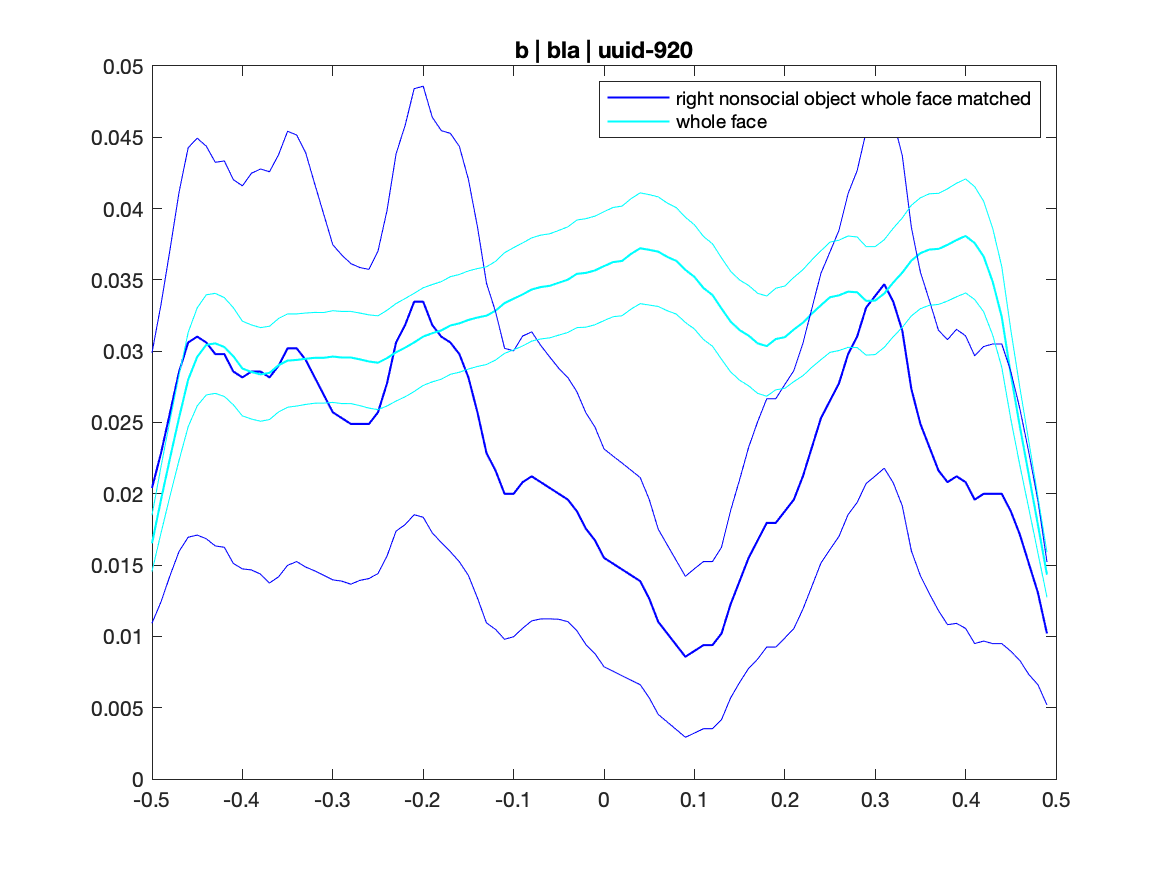 b | bla | uuid-920
right nonsocial object whole face matched
whole face
0.05
0.045
0.04
0.035
0.03
0.025
0.02
0.015
0.01
0.005
0
-0.5 -0.4 -0.3 -0.2 -0.1 0 0.1 0.2 0.3 0.4 0.5